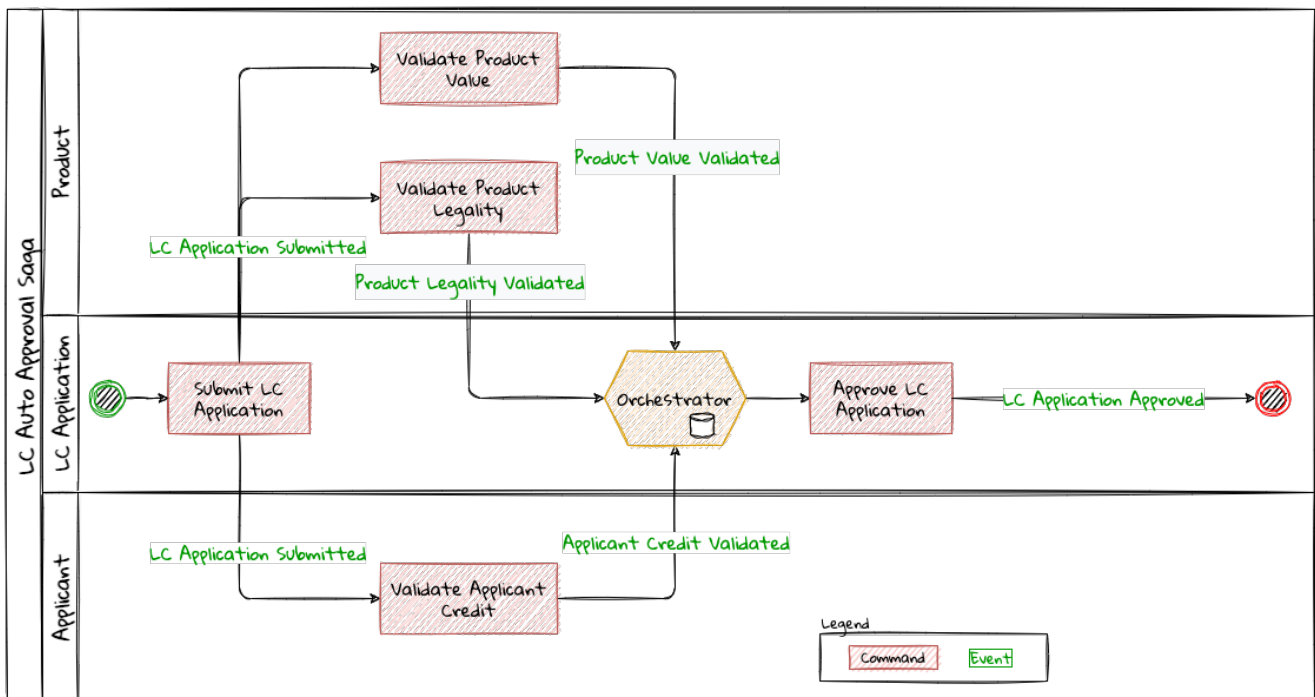 LC Auto Approval Saga
Product
Validate Product
Value
Product Value Validated
Validate Product
Legality
LC Application Submitted
Product Legality Validated
LC Application
Submit LC
Application
Orchestrator
Approve LC
Application
LC Application Approved
Applicant
LC Application Submitted
Applicant Credit Validated
Validate Applicant
Credit
Legend
Command
Event